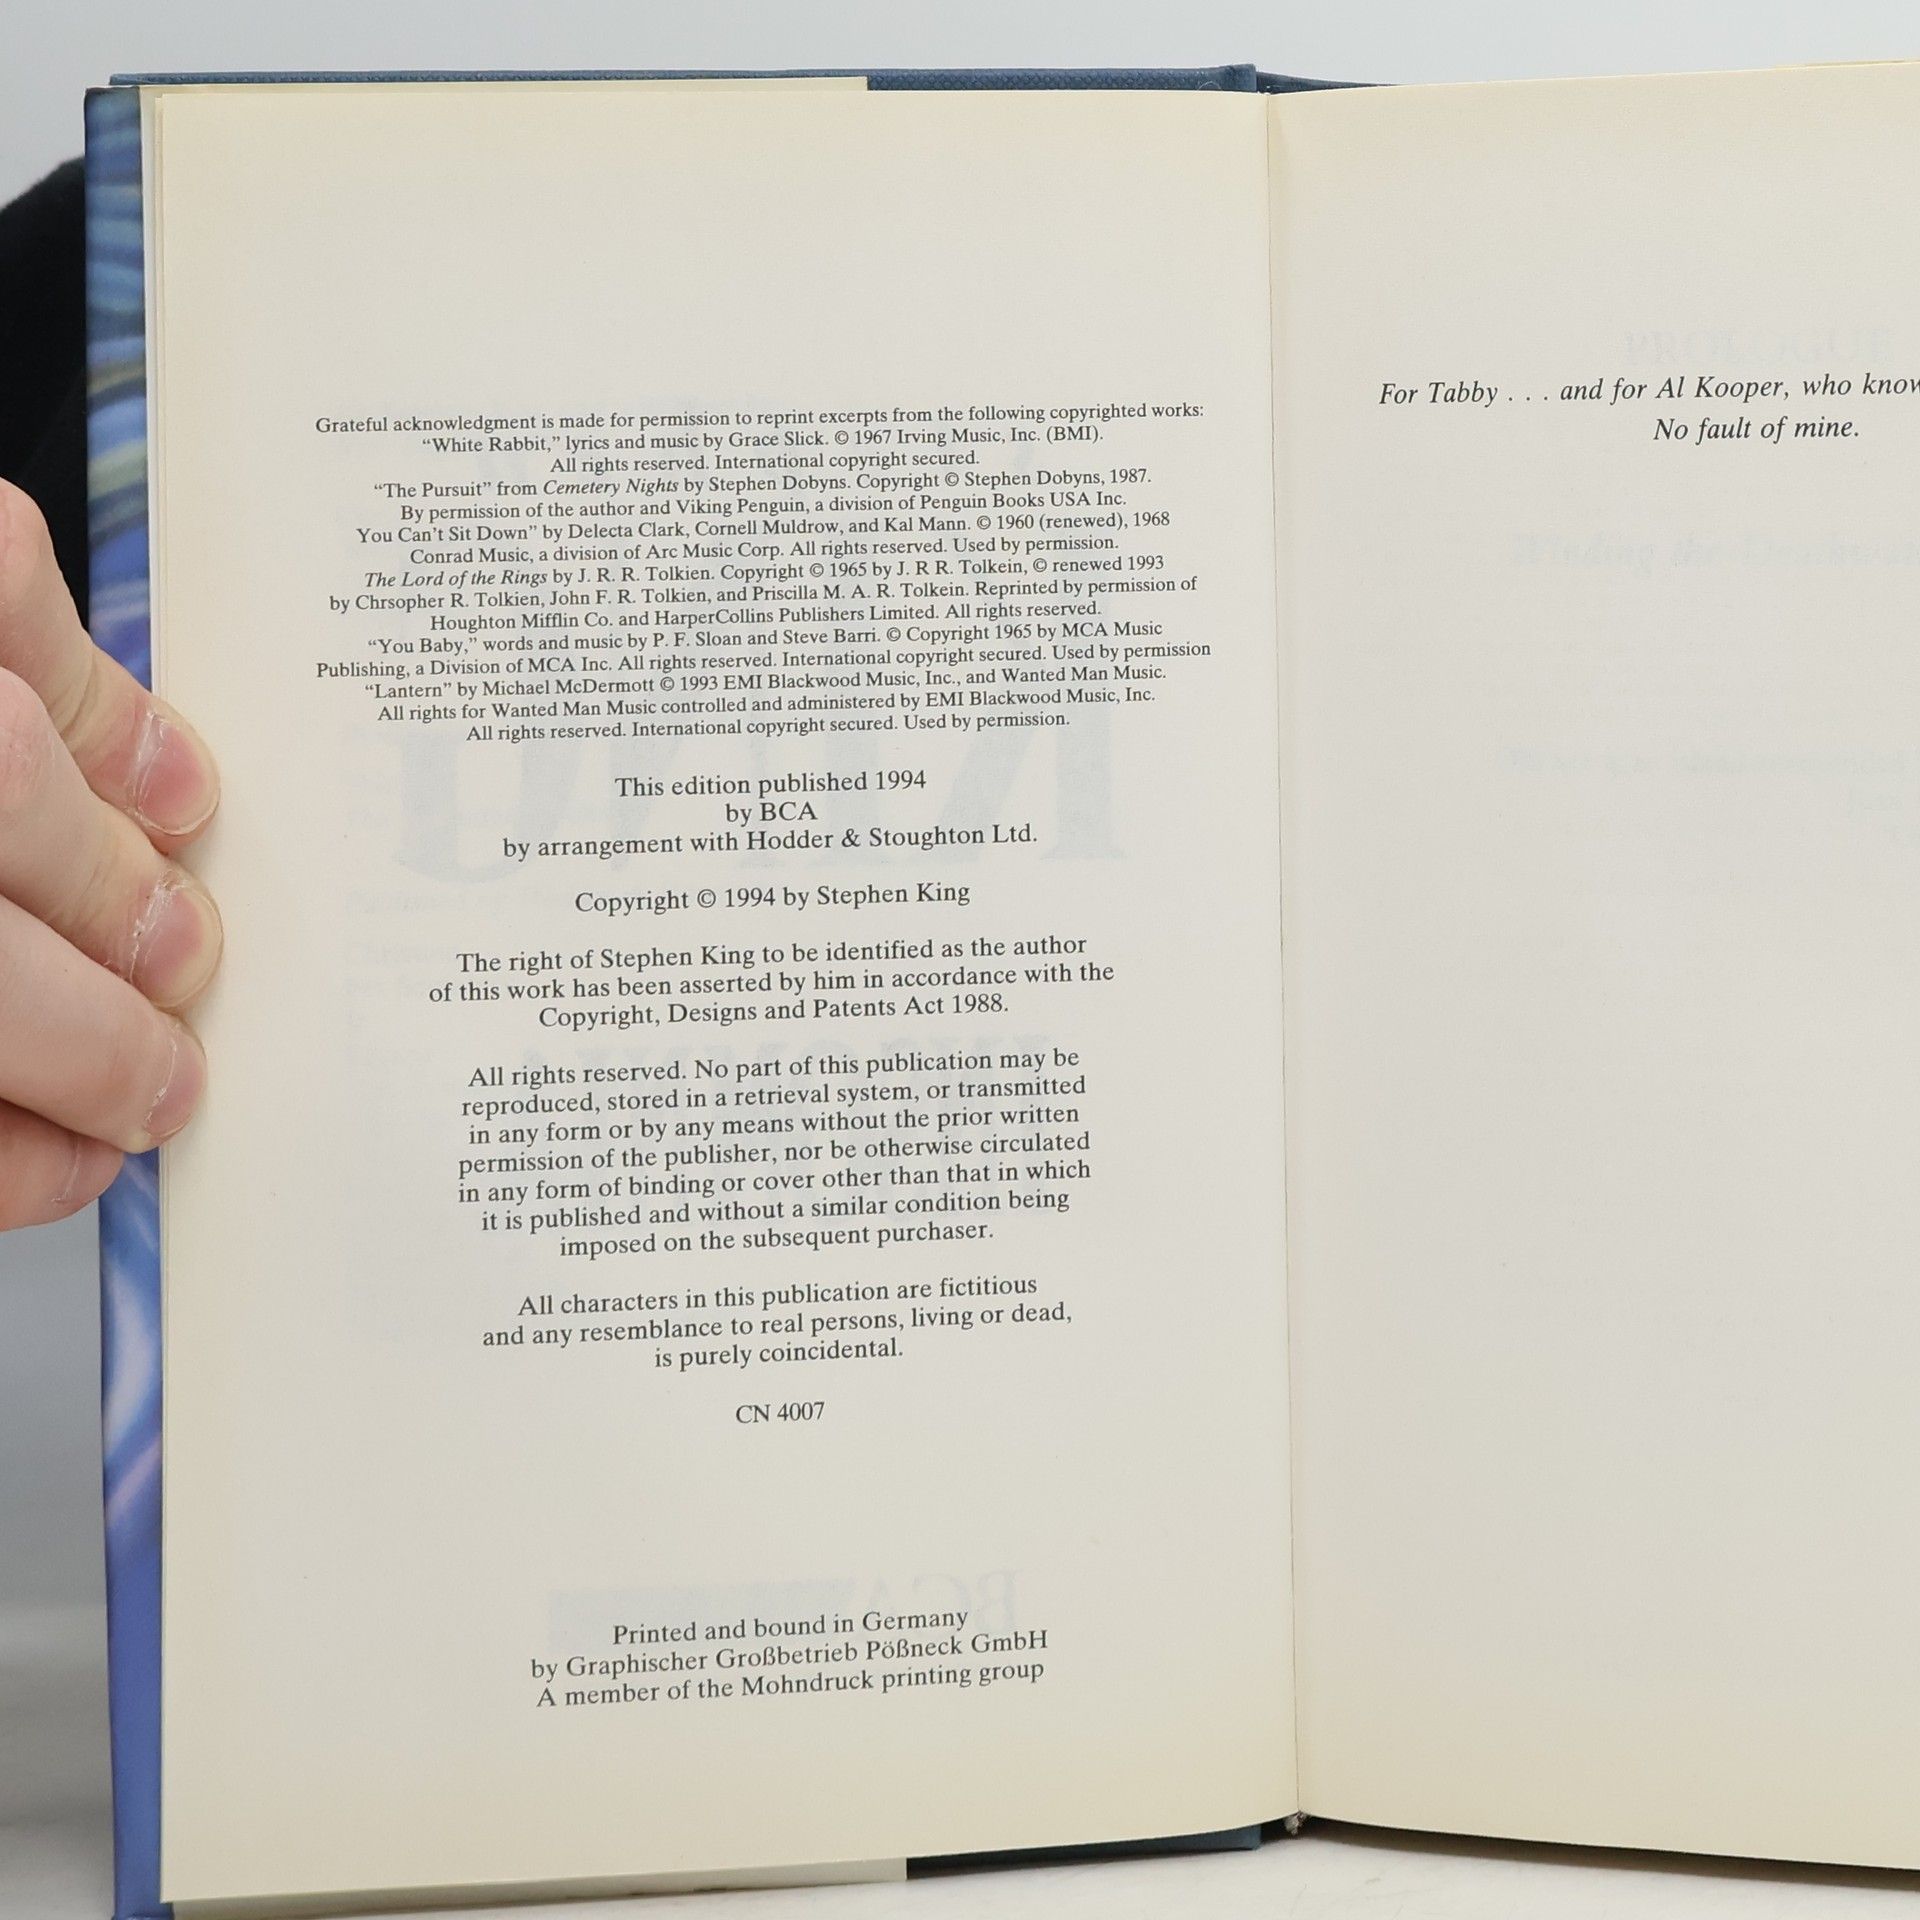 Grateful acknowledgment is made for permission to reprint excerpts from the following copyrighted works:
“White Rabbit,” lyrics and music by Grace Slick. © 1967 Irving Music, Inc. (BMI).
All rights reserved. International copyright secured.
“The Pursuit” from Cemetery Nights by Stephen Dobyns. Copyright © Stephen Dobyns, 1987.
By permission of the author and Viking Penguin, a division of Penguin Books USA Inc.
You Can't Sit Down” by Delecta Clark, Cornell Muldrow, and Kal Mann. © 1960 (renewed), 1968
Conrad Music, a division of Arc Music Corp. All rights reserved. Used by permission.
The Lord of the Rings by J. R. R. Tolkien. Copyright © 1965 by J. R R. Tolkein, © renewed 1993
by Chrsopher R. Tolkien, John F. R. Tolkien, and Priscilla M. A. R. Tolkein. Reprinted by permission of
Houghton Mifflin Co. and HarperCollins Publishers Limited. All rights reserved.
“You Baby,” words and music by P. F. Sloan and Steve Barri. © Copyright 1965 by MCA Music
Publishing, a Division of MCA Inc. All rights reserved. International copyright secured. Used by permission
“Lantern” by Michael McDermott © 1993 EMI Blackwood Music, Inc., and Wanted Man Music.
All rights for Wanted Man Music controlled and administered by EMI Blackwood Music, Inc.
All rights reserved. International copyright secured. Used by permission.
This edition published 1994
by BCA
by arrangement with Hodder & Stoughton Ltd.
Copyright © 1994 by Stephen King
The right of Stephen King to be identified as the author
of this work has been asserted by him in accordance with the
Copyright, Designs and Patents Act 1988.
All rights reserved. No part of this publication may be
reproduced, stored in a retrieval system, or transmitted
in any form or by any means without the prior written
permission of the publisher, nor be otherwise circulated
in any form of binding or cover other than that in which
it is published and without a similar condition being
imposed on the subsequent purchaser.
All characters in this publication are fictitious
and any resemblance to real persons, living or dead,
is purely coincidental.
CN 4007
Printed and bound in Germany
by Graphischer Großbetrieb Pößneck GmbH
A member of the Mohndruck printing group
For Tabby . . . and for Al Kooper, who know
No fault of mine.